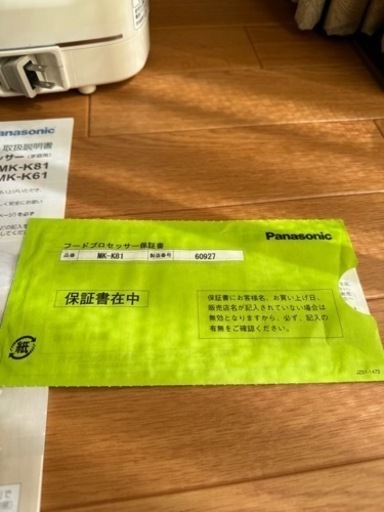 Panasonic
取扱説明書
MK-K81
MK-K61
Panasonic
フードプロセッサー保証書
品番 MK-K81 製造番号 60927
保証書在中
保証書にお客様名、お買い上げ日、
販売店名が記入されていない場合は
無効となりますから、必ず、記入の
有無をご確認ください。
紙